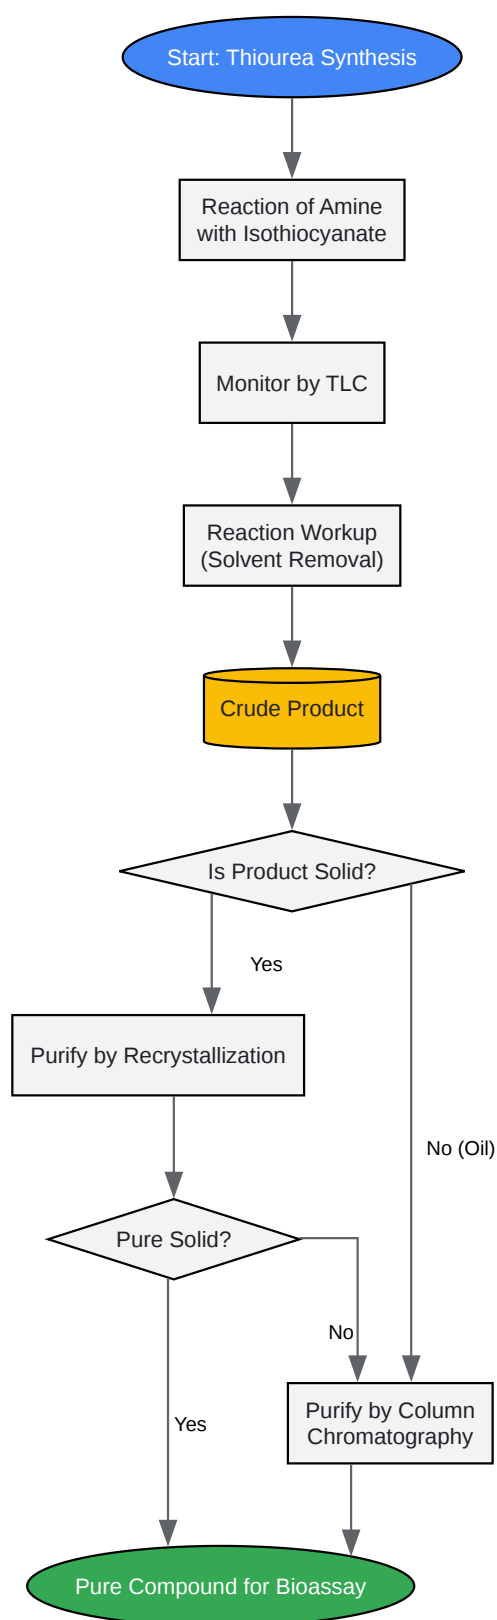 Start: Thiourea Synthesis
Reaction of Amine
with Isothiocyanate
Monitor by TLC
Reaction Workup
(Solvent Removal)
Crude Product
Is Product Solid?
Yes
Purify by Recrystallization
No (Oil)
Pure Solid?
No
Yes
Purify by Column
Chromatography
Pure Compound for Bioassay